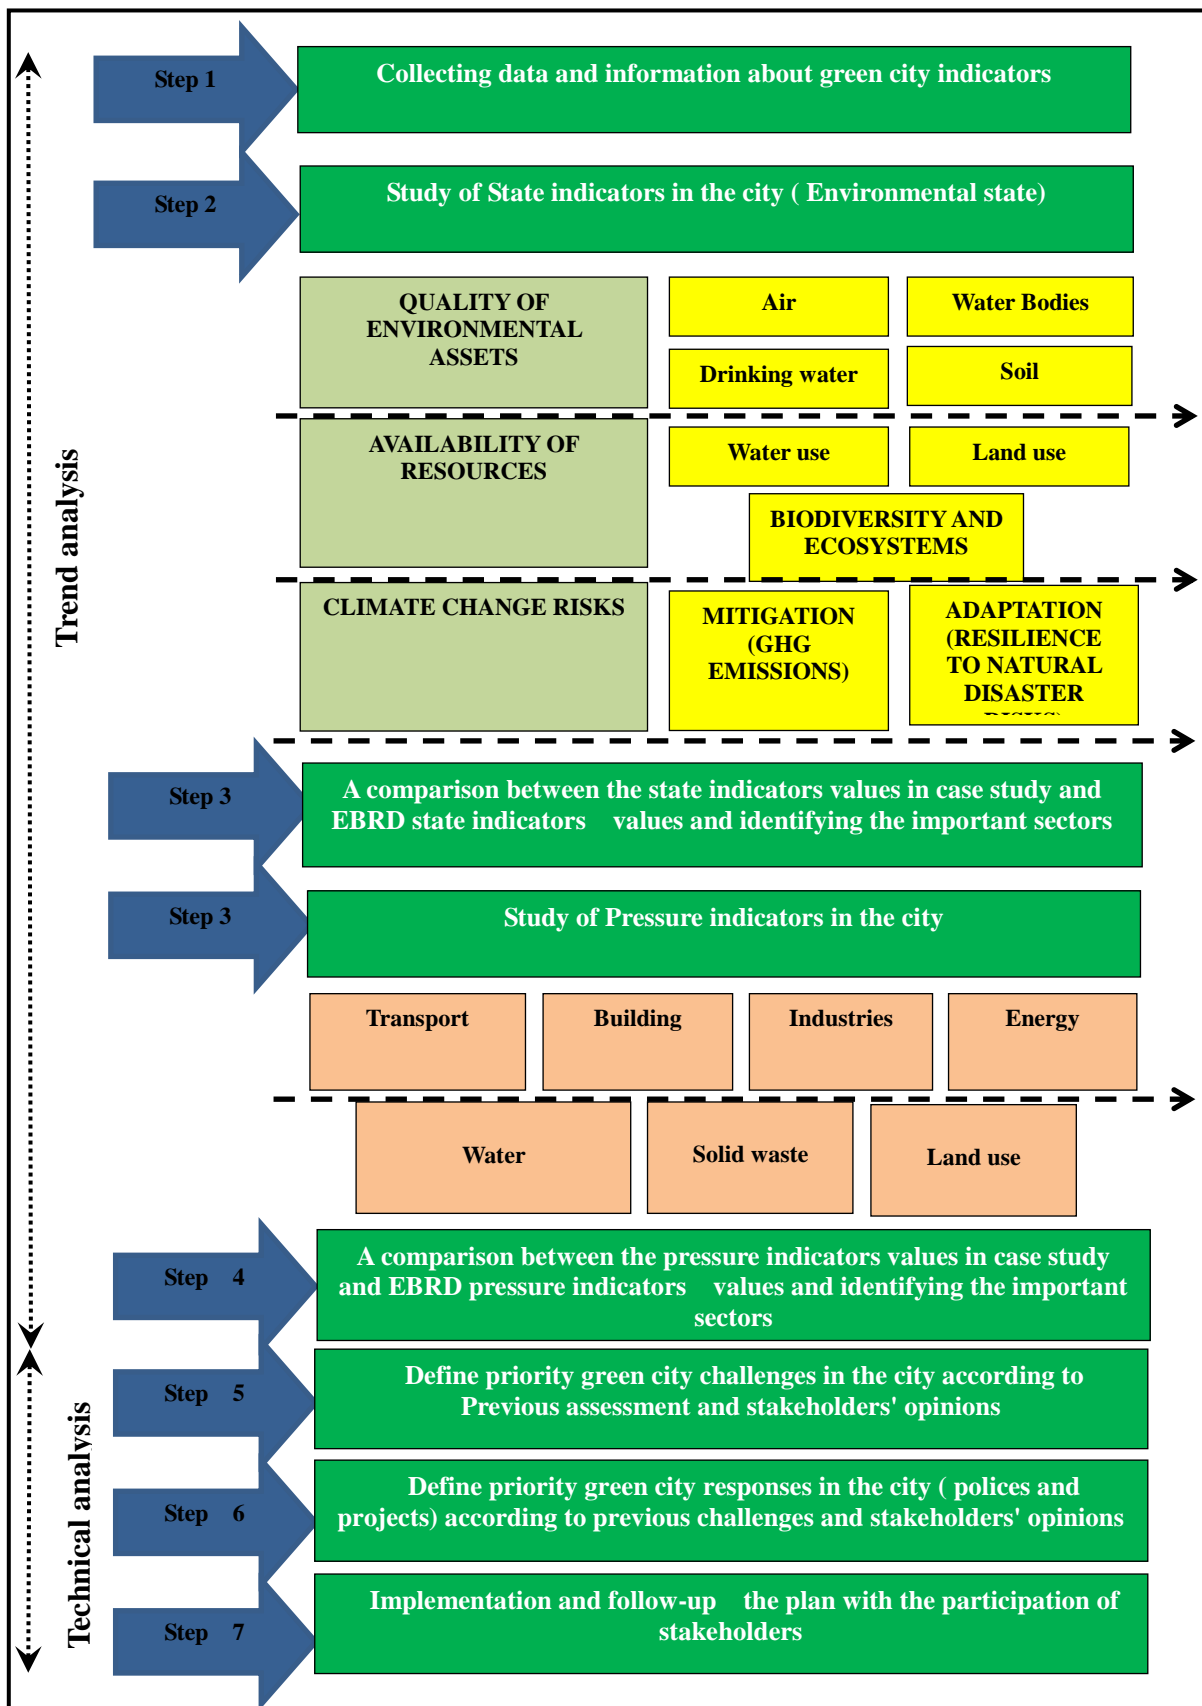 Step 1
Collecting data and information about green city indicators
Step 2
Study of State indicators in the city ( Environmental state)
QUALITY OF
ENVIRONMENTAL
ASSETS
Air
Water Bodies
Drinking water
Soil
AVAILABILITY OF
RESOURCES
Water use
Land use
BIODIVERSITY AND
ECOSYSTEMS
CLIMATE CHANGE RISKS
MITIGATION
(GHG
EMISSIONS)
ADAPTATION
(RESILIENCE
TO NATURAL
DISASTER
RISKS)
Trend analysis
Step 3
A comparison between the state indicators values in case study and
EBRD state indicators values and identifying the important sectors
Step 3
Study of Pressure indicators in the city
Transport
Building
Industries
Energy
Water
Solid waste
Land use
Step 4
A comparison between the pressure indicators values in case study
and EBRD pressure indicators values and identifying the important
sectors
Step 5
Define priority green city challenges in the city according to
Previous assessment and stakeholders' opinions
Step 6
Define priority green city responses in the city ( polices and
projects) according to previous challenges and stakeholders' opinions
Technical analysis
Step 7
Implementation and follow-up the plan with the participation of
stakeholders